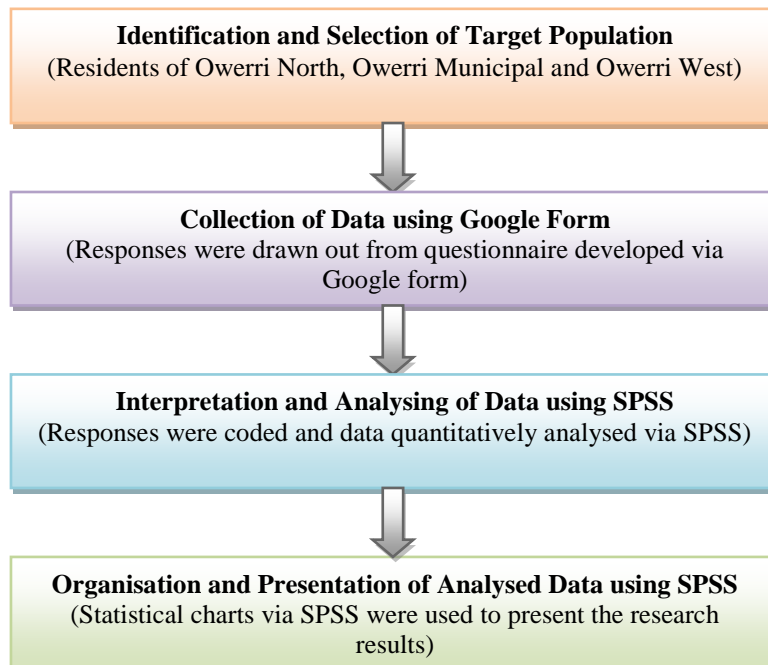 Identification and Selection of Target Population
(Residents of Owerri North, Owerri Municipal and Owerri West)
Collection of Data using Google Form
(Responses were drawn out from questionnaire developed via
Google form)
Interpretation and Analysing of Data using SPSS
(Responses were coded and data quantitatively analysed via SPSS)
Organisation and Presentation of Analysed Data using SPSS
(Statistical charts via SPSS were used to present the research
results)